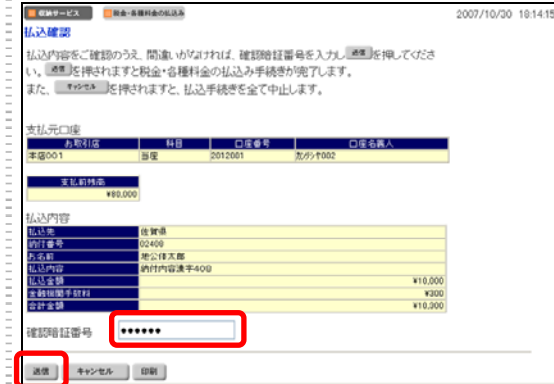 収納サービス 税金・各種料金の払込み 2007/10/30 18:14:15
払込確認
払込内容をご確認のうえ、間違いがなければ、確認暗証番号を入力し 送信 を押してくださ
い。 送信 を押されますと税金・各種料金の払込み手続きが完了します。
また、 キャンセル を押されますと、払込手続きを全て中止します。
支払元口座
お取引店 科目 口座番号 口座名義人
本店001 当座 2012001 カ)ダシヤ002
支払前残高
¥80,000
払込内容
払込先 佐賀県
納付番号 02408
お名前 地公体太郎
払込内容 納付内容漢字408
払込金額 ¥10,000
金融機関手数料 ¥300
合計金額 ¥10,300
確認暗証番号 ●●●●●●
送信 キャンセル 印刷